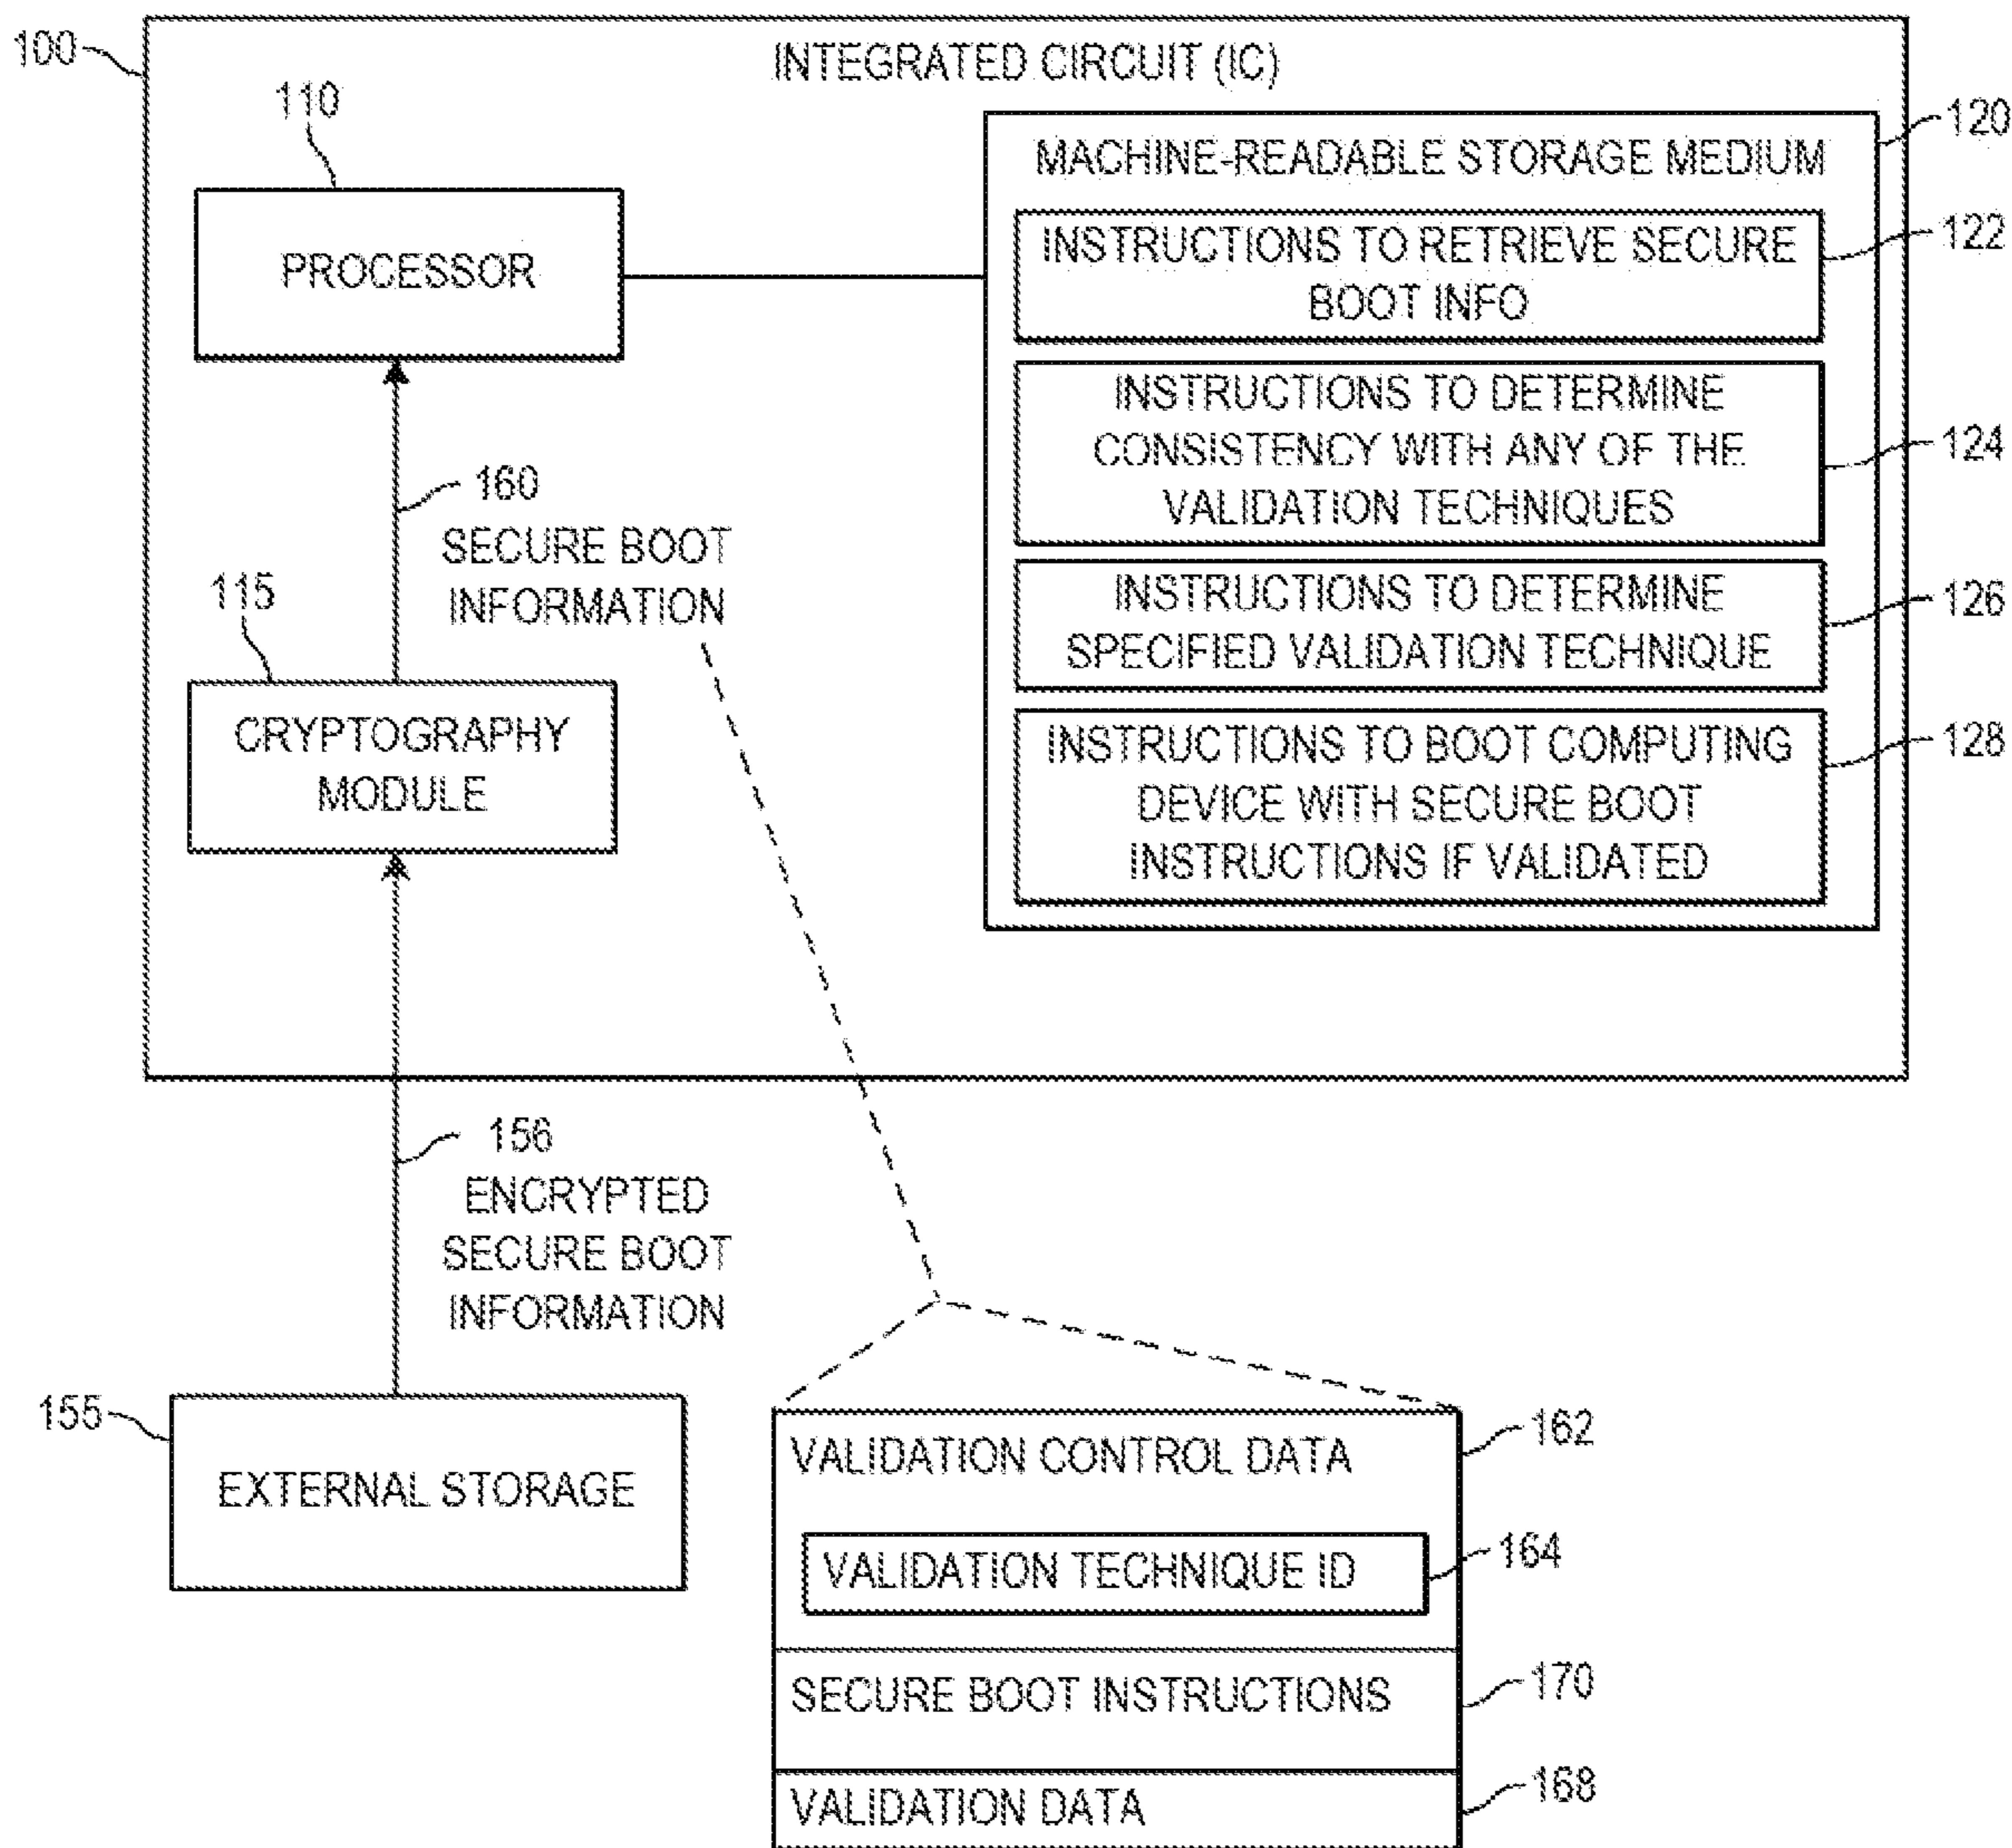 100
INTEGRATED CIRCUIT (IC)
110
PROCESSOR
120
MACHINE-READABLE STORAGE MEDIUM
INSTRUCTIONS TO RETRIEVE SECURE
BOOT INFO
122
INSTRUCTIONS TO DETERMINE
CONSISTENCY WITH ANY OF THE
VALIDATION TECHNIQUES
124
INSTRUCTIONS TO DETERMINE
SPECIFIED VALIDATION TECHNIQUE
126
INSTRUCTIONS TO BOOT COMPUTING
DEVICE WITH SECURE BOOT
INSTRUCTIONS IF VALIDATED
128
160
SECURE BOOT
INFORMATION
115
CRYPTOGRAPHY
MODULE
156
ENCRYPTED
SECURE BOOT
INFORMATION
155
EXTERNAL STORAGE
VALIDATION CONTROL DATA
162
VALIDATION TECHNIQUE ID
164
SECURE BOOT INSTRUCTIONS
170
VALIDATION DATA
168